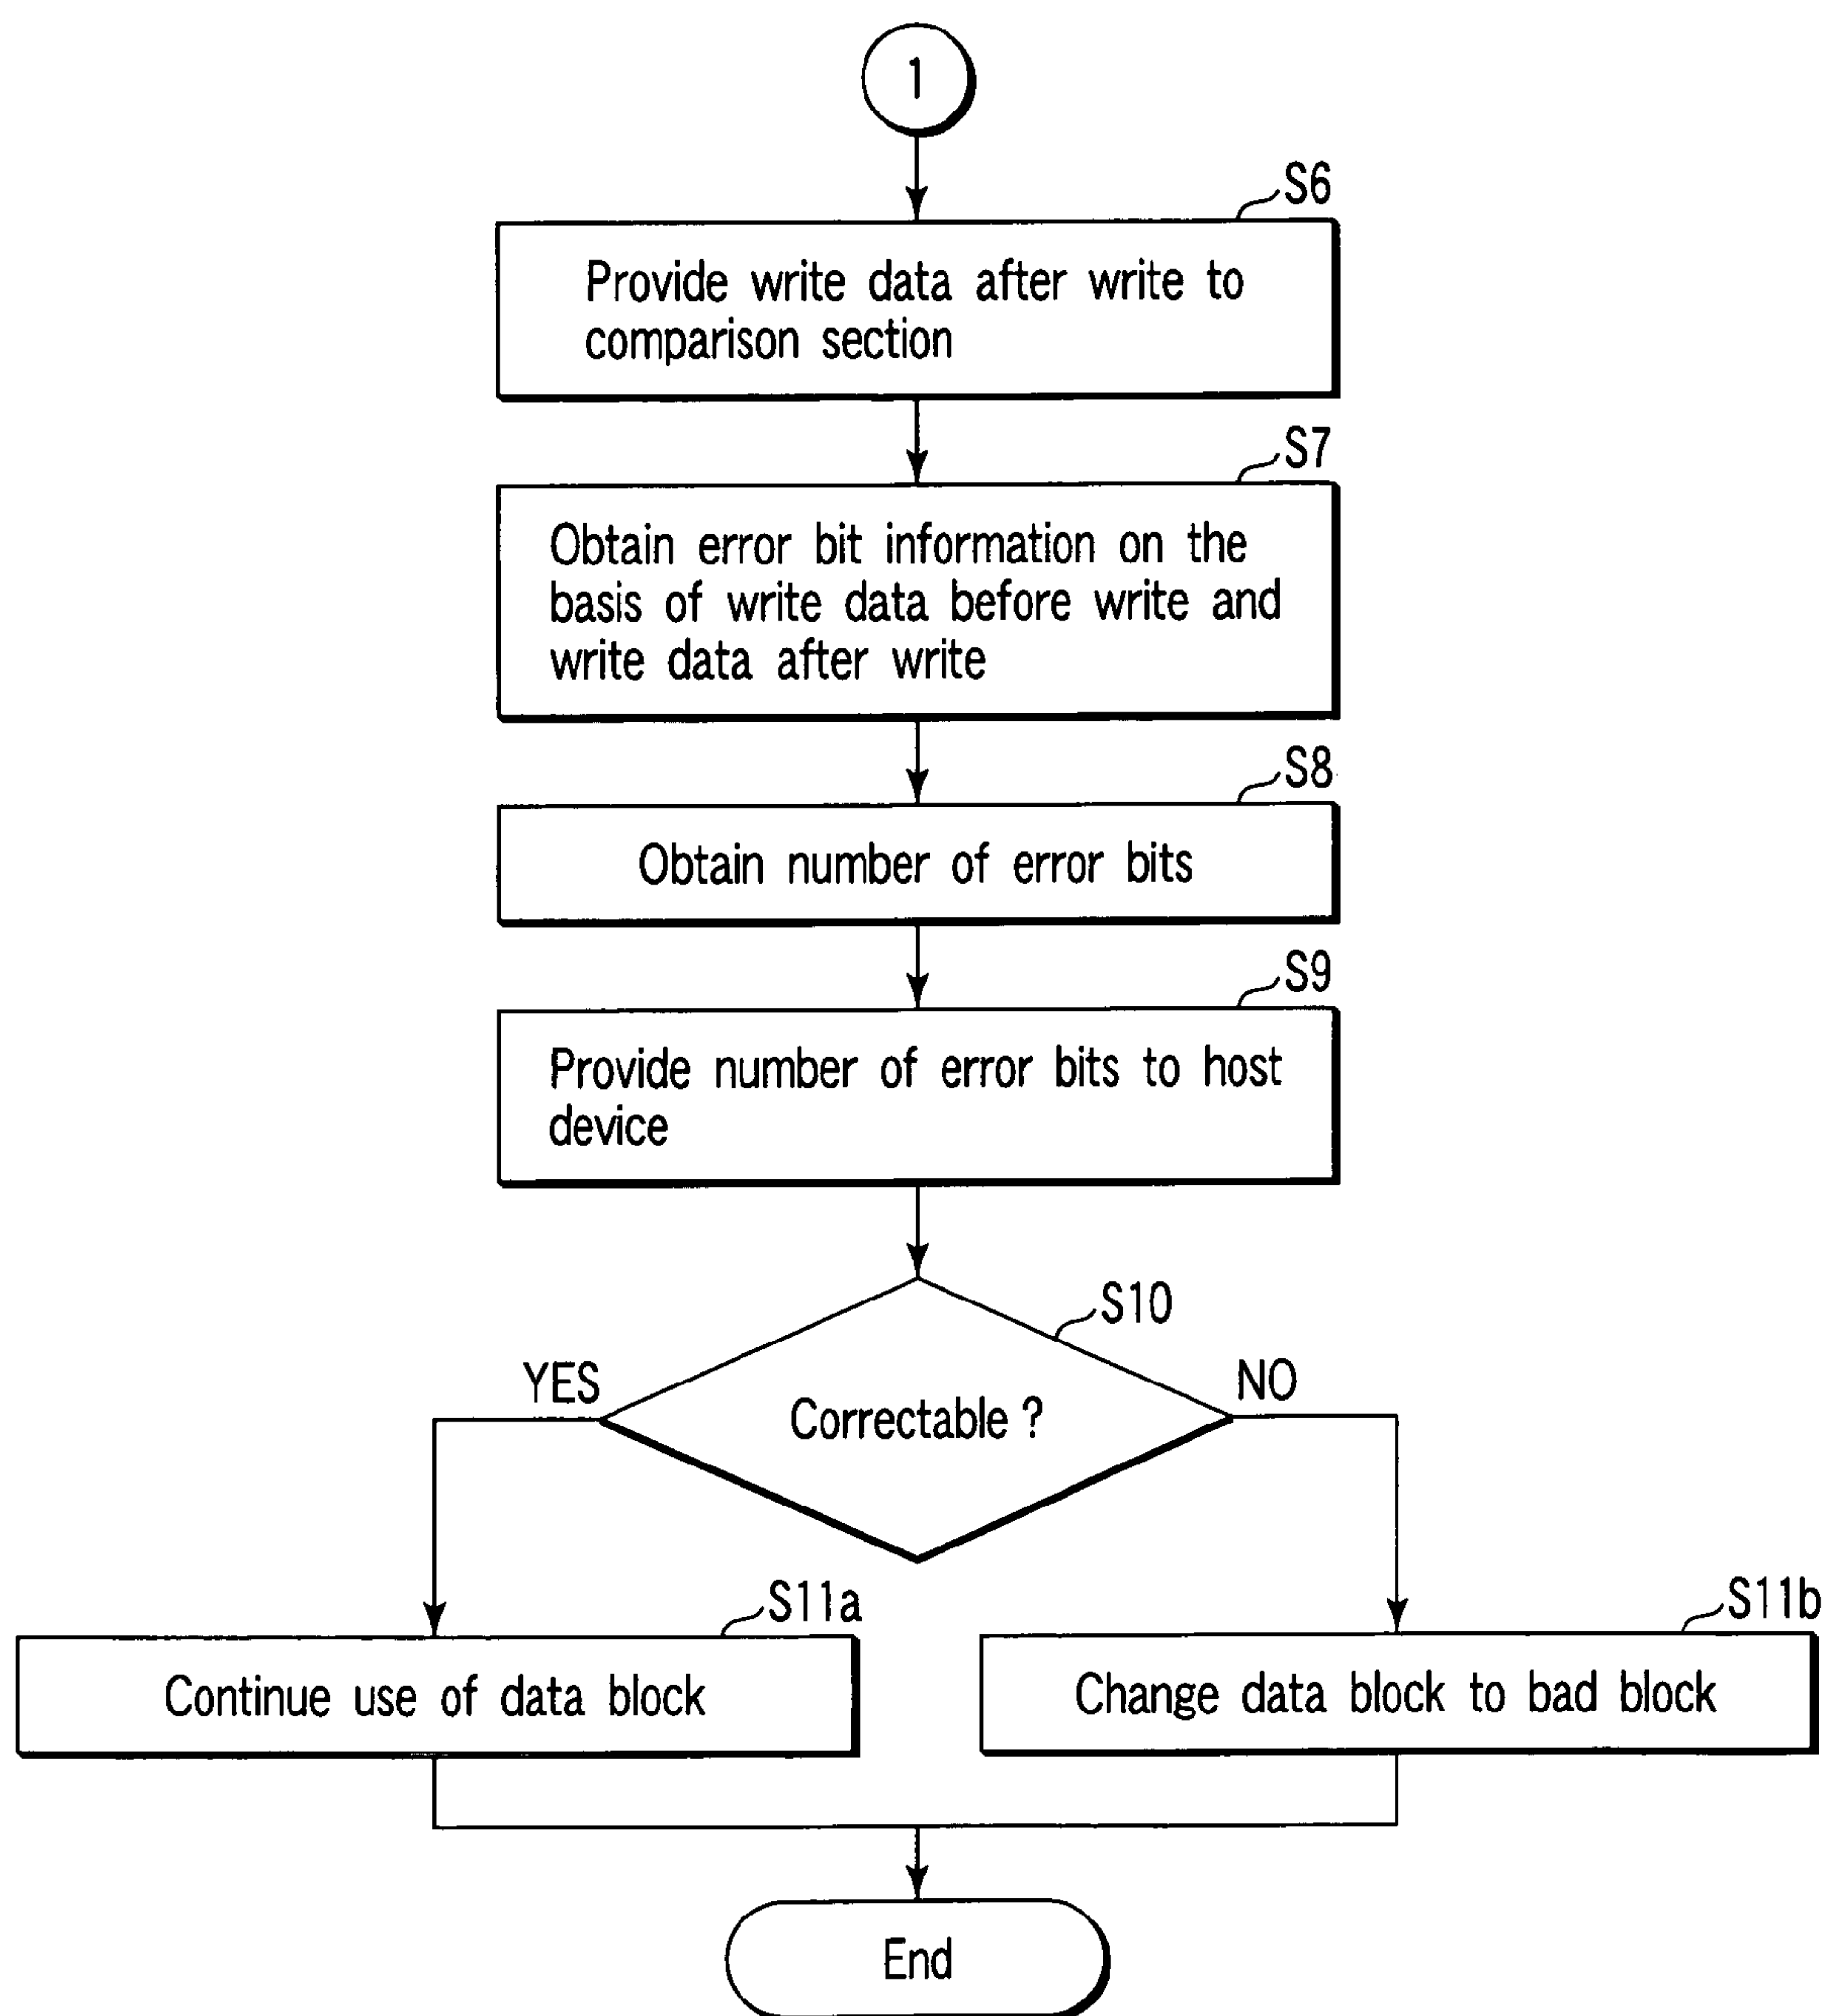 1
S6
Provide write data after write to
comparison section
S7
Obtain error bit information on the
basis of write data before write and
write data after write
S8
Obtain number of error bits
S9
Provide number of error bits to host
device
S10
YES
Correctable ?
NO
S11a
Continue use of data block
S11b
Change data block to bad block
End